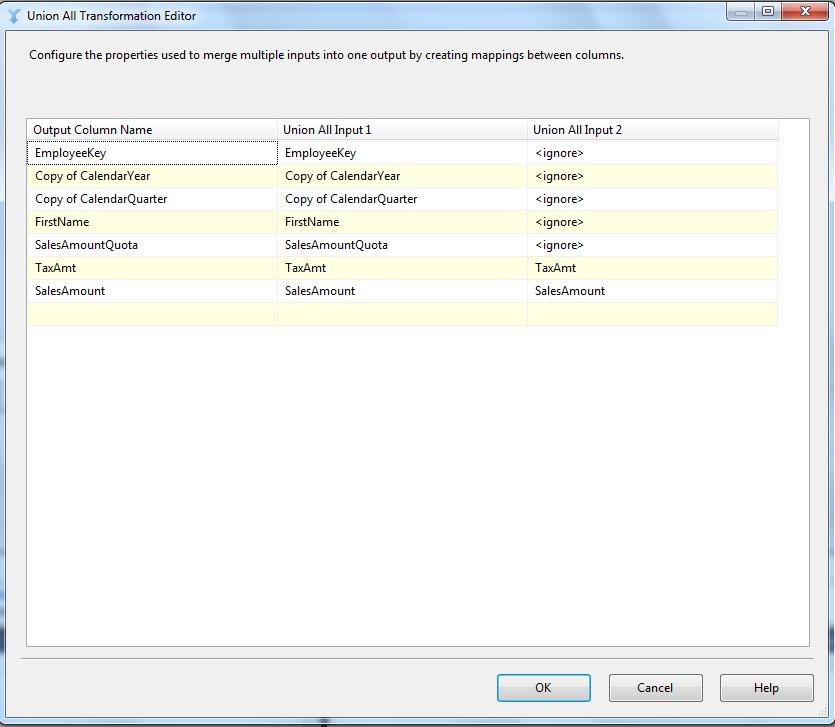 Union All Transformation Editor
Configure the properties used to merge multiple inputs into one output by creating mappings between columns.
Output Column Name Union All Input 1 Union All Input 2
EmployeeKey EmployeeKey <ignore>
Copy of CalendarYear Copy of CalendarYear <ignore>
Copy of CalendarQuarter Copy of CalendarQuarter <ignore>
FirstName FirstName <ignore>
SalesAmountQuota SalesAmountQuota <ignore>
TaxAmt TaxAmt TaxAmt
SalesAmount SalesAmount SalesAmount
OK Cancel Help